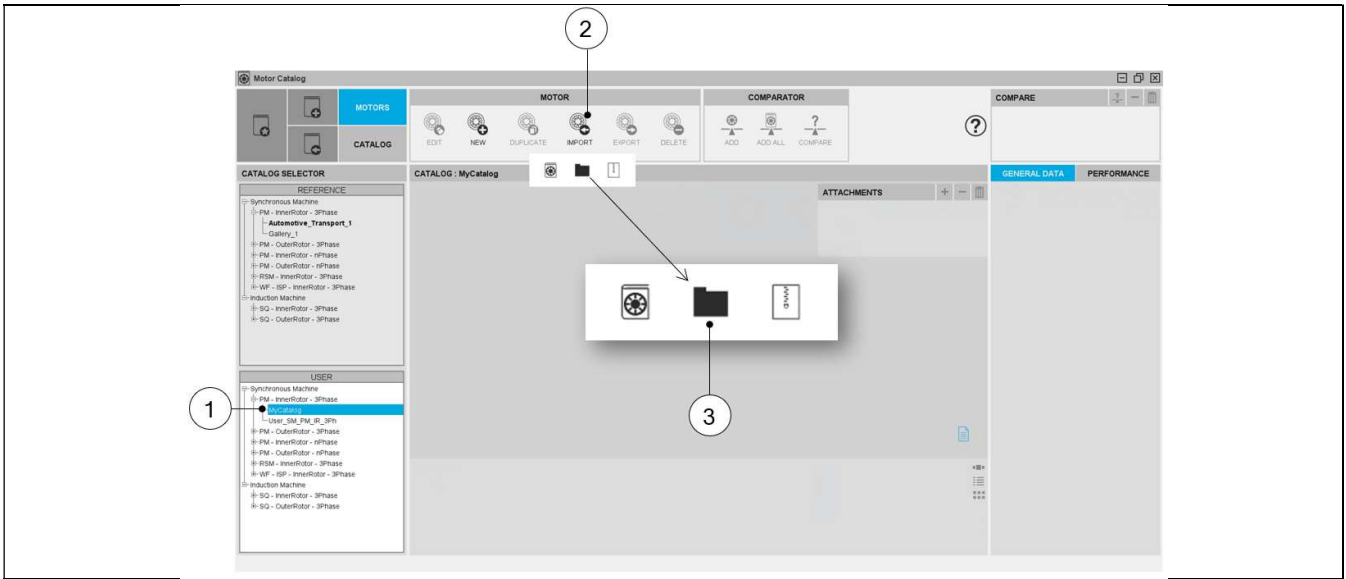 2
Motor Catalog
MOTORS
CATALOG
MOTOR
EDIT NEW DUPLICATE IMPORT EXPORT DELETE
COMPARATOR
?
ADD ADD ALL COMPARE
?
COMPARE
?
CATALOG SELECTOR
REFERENCE
Synchronous Machine
PM - InnerRotor - 3Phase
Automotive_Transport_1
Gallery_1
PM - OuterRotor - 3Phase
PM - InnerRotor - nPhase
PM - OuterRotor - nPhase
RSM - InnerRotor - 3Phase
WF - ISP - InnerRotor - 3Phase
Induction Machine
SQ - InnerRotor - 3Phase
SQ - OuterRotor - 3Phase
USER
Synchronous Machine
PM - InnerRotor - 3Phase
1
MyCatalog
User_SM_PM_IR_3Ph
PM - OuterRotor - 3Phase
PM - InnerRotor - nPhase
PM - OuterRotor - nPhase
RSM - InnerRotor - 3Phase
WF - ISP - InnerRotor - 3Phase
Induction Machine
SQ - InnerRotor - 3Phase
SQ - OuterRotor - 3Phase
CATALOG : MyCatalog
ATTACHMENTS
3
GENERAL DATA PERFORMANCE